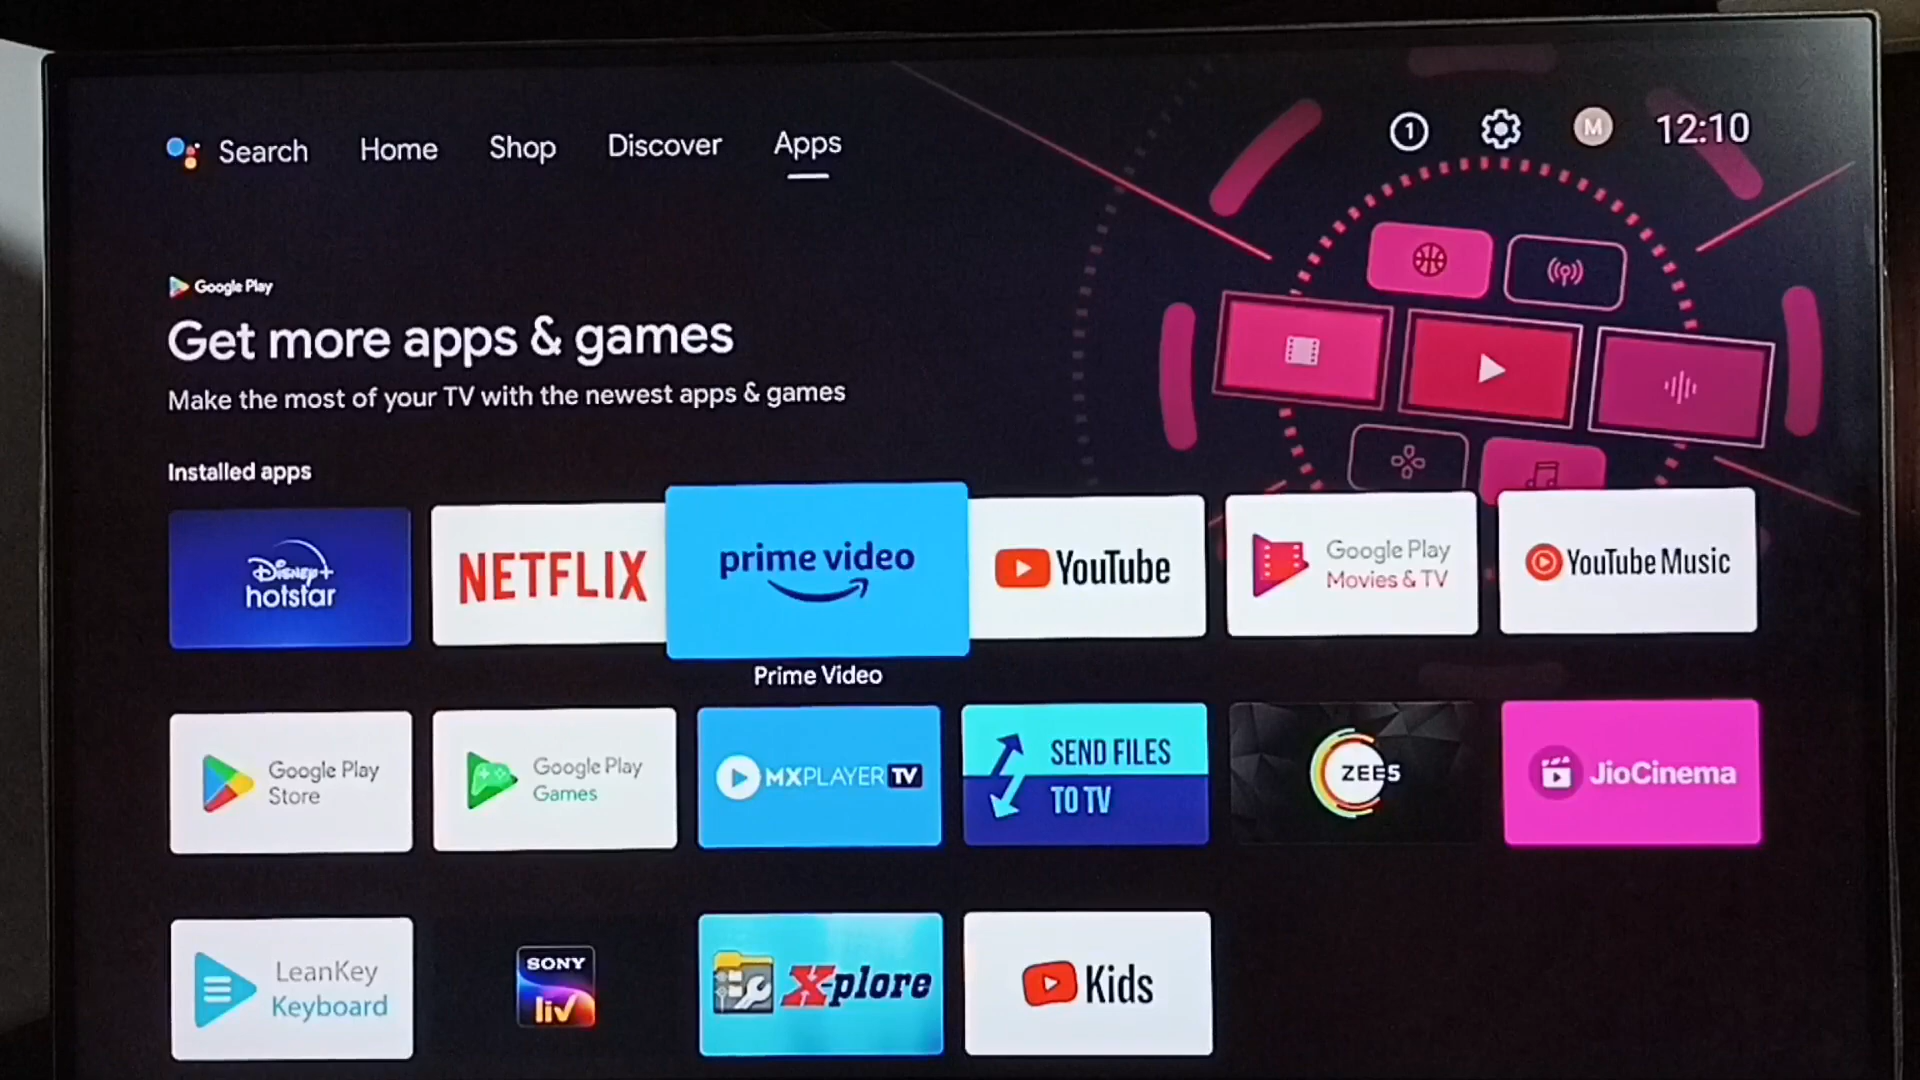 Search Home Shop Discover Apps
1 M 12:10
Google Play
Get more apps & games
Make the most of your TV with the newest apps & games
Installed apps
Disney+
hotstar
NETFLIX
prime video
YouTube
Google Play
Movies & TV
YouTube Music
Prime Video
Google Play
Store
Google Play
Games
MXPLAYER TV
SEND FILES
TO TV
ZEE5
JioCinema
LeanKey
Keyboard
SONY
liv
X-plore
Kids